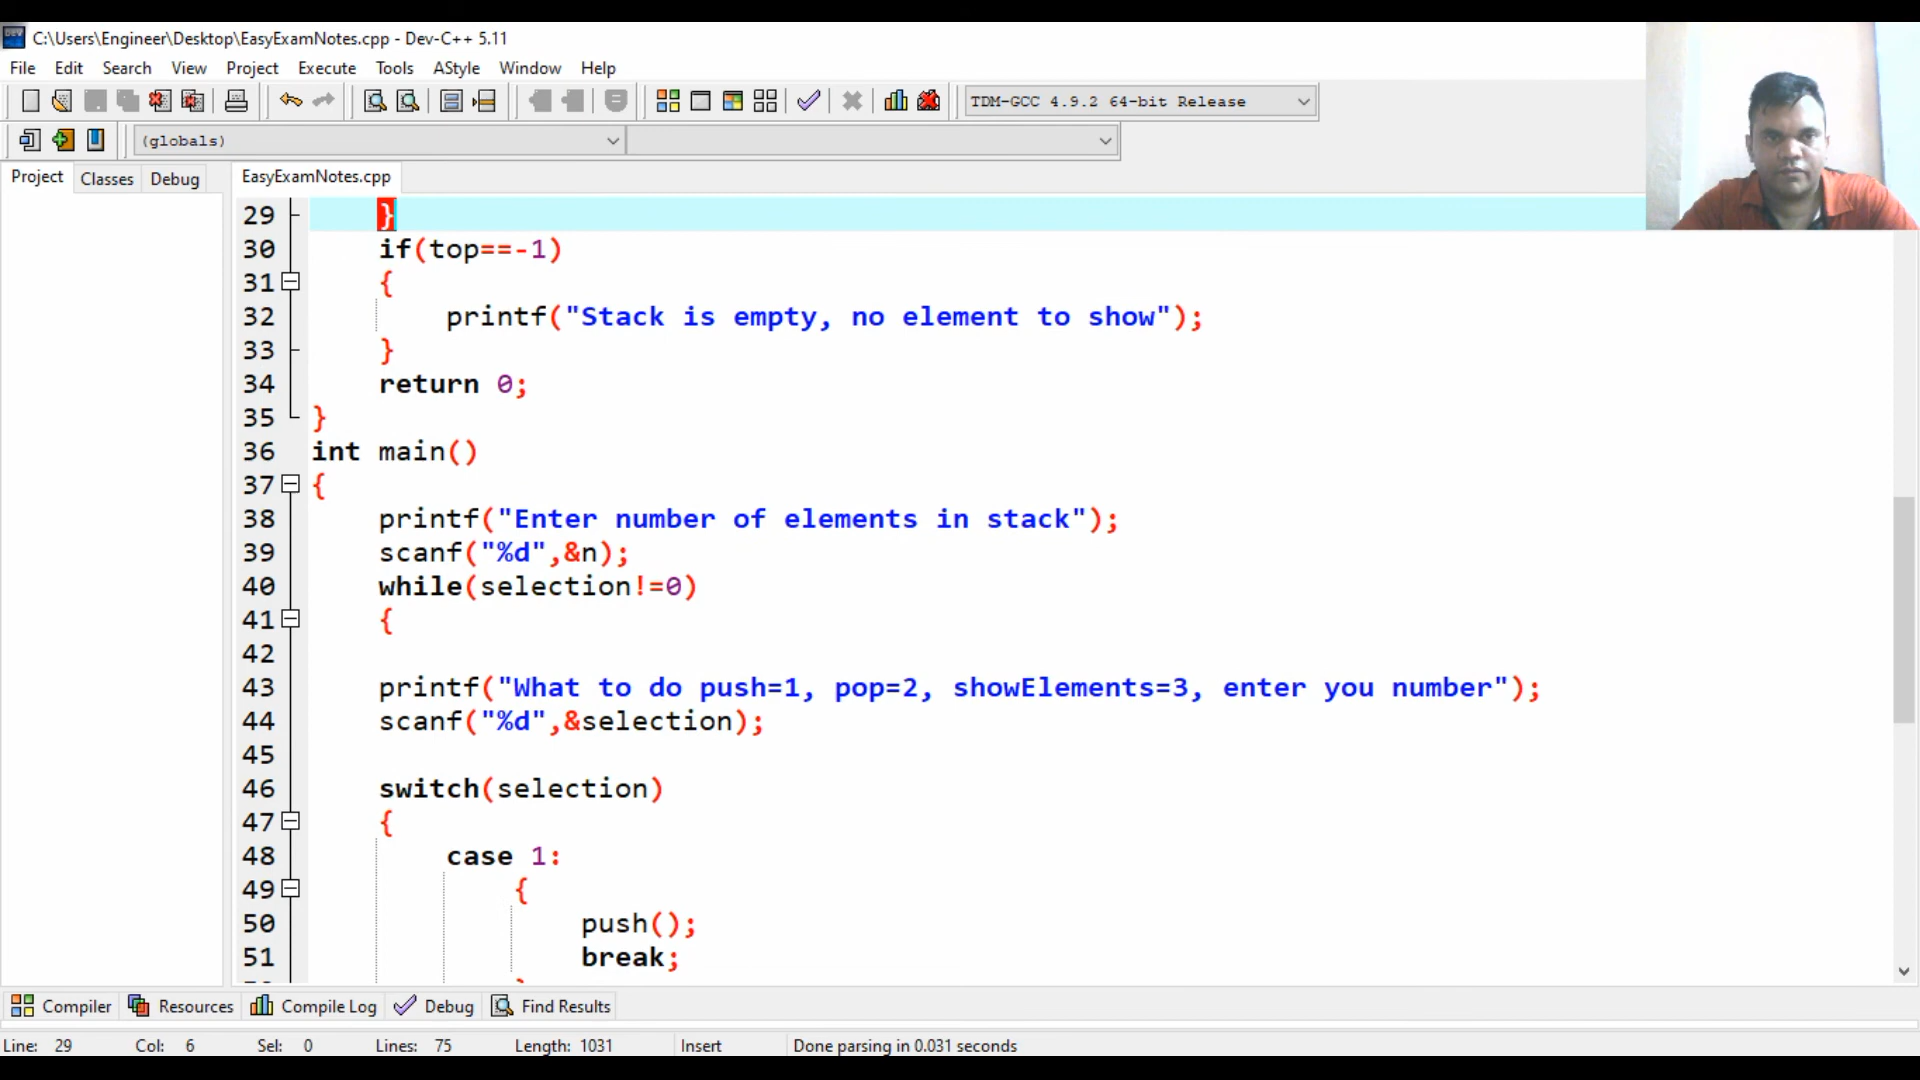 C:\Users\Engineer\Desktop\EasyExamNotes.cpp - Dev-C++ 5.11
File Edit Search View Project Execute Tools AStyle Window Help
TDM-GCC 4.9.2 64-bit Release
(globals)
Project Classes Debug EasyExamNotes.cpp
29 }
30 if(top==-1)
31 {
32 printf("Stack is empty, no element to show");
33 }
34 return 0;
35 }
36 int main()
37 {
38 printf("Enter number of elements in stack");
39 scanf("%d",&n);
40 while(selection!=0)
41 {
42
43 printf("What to do push=1, pop=2, showElements=3, enter you number");
44 scanf("%d",&selection);
45
46 switch(selection)
47 {
48 case 1:
49 {
50 push();
51 break;
Compiler Resources Compile Log Debug Find Results
Line: 29 Col: 6 Sel: 0 Lines: 75 Length: 1031 Insert Done parsing in 0.031 seconds